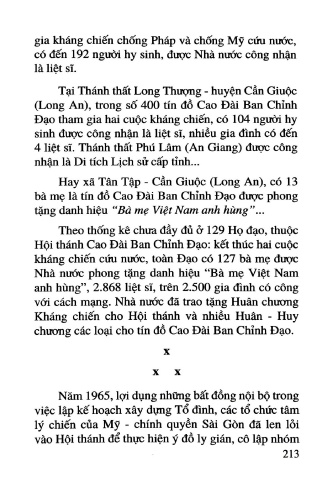 gia kháng chiến chống Pháp và chống Mỹ cứu nước,
có đến 192 người hy sinh, được Nhà nước công nhận
là liệt sĩ.
Tại Thánh thất Long Thượng - huyện Cần Giuộc
(Long An), trong số 400 tín đồ Cao Đài Ban Chỉnh
Đạo tham gia hai cuộc kháng chiến, có 104 người hy
sinh được công nhận là liệt sĩ, nhiều gia đình có đến
4 liệt sĩ. Thánh thất Phú Lâm (An Giang) được công
nhận là Di tích Lịch sử cấp tỉnh...
Hay xã Tân Tập - Cần Giuộc (Long An), có 13
bà mẹ là tín đồ Cao Đài Ban Chỉnh Đạo được phong
tặng danh hiệu “Bà mẹ Việt Nam anh hùng”...
Theo thống kê chưa đầy đủ ở 129 Họ đạo, thuộc
Hội thánh Cao Đài Ban Chỉnh Đạo: kết thúc hai cuộc
kháng chiến cứu nước, toàn Đạo có 127 bà mẹ được
Nhà nước phong tặng danh hiệu “Bà mẹ Việt Nam
anh hùng”, 2.868 liệt sĩ, trên 2.500 gia đình có công
với cách mạng. Nhà nước đã trao tặng Huân chương
Kháng chiến cho Hội thánh và nhiều Huân - Huy
chương các loại cho tín đồ Cao Đài Ban Chỉnh Đạo.
x
x x
Năm 1965, lợi dụng những bất đồng nội bộ trong
việc lập kế hoạch xây dựng Tổ đình, các tổ chức tâm
lý chiến của Mỹ - chính quyền Sài Gòn đã len lỏi
vào Hội thánh để thực hiện ý đồ ly gián, cô lập nhóm
213